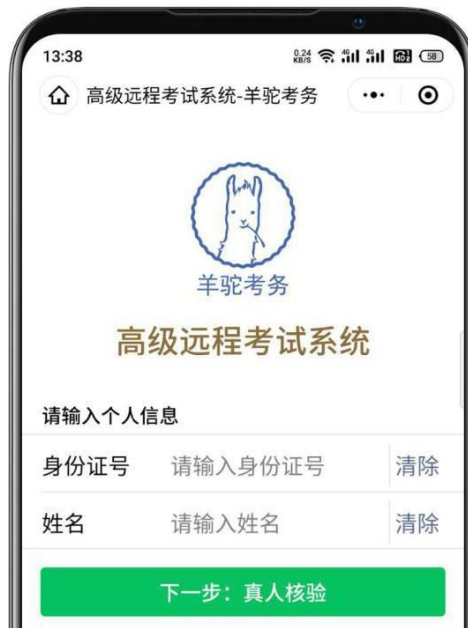 13:38 0.24 KB/S 4G 4G HD 58
高级远程考试系统-羊驼考务
羊驼考务
高级远程考试系统
请输入个人信息
身份证号 请输入身份证号 清除
姓名 请输入姓名 清除
下一步：真人核验